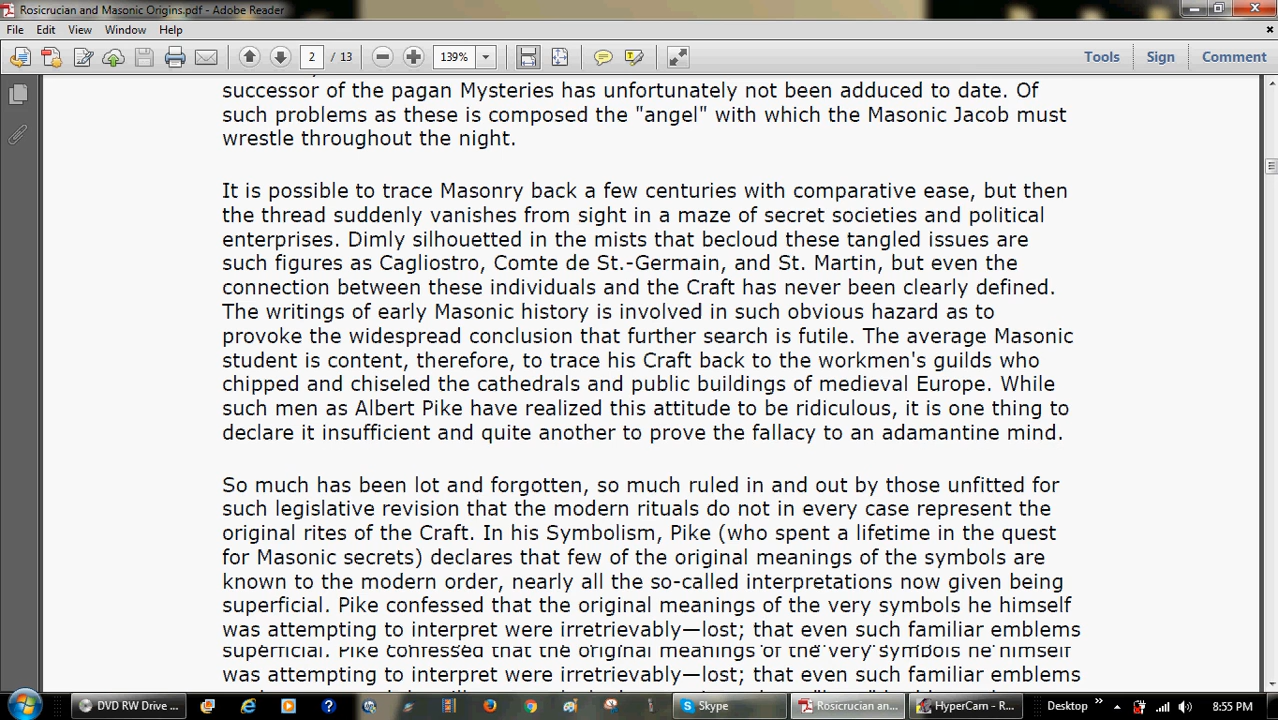 Rosicrucian and Masonic Origins.pdf - Adobe Reader
File Edit View Window Help
2 / 13 139% Tools Sign Comment
successor of the pagan Mysteries has unfortunately not been adduced to date. Of
such problems as these is composed the "angel" with which the Masonic Jacob must
wrestle throughout the night.
It is possible to trace Masonry back a few centuries with comparative ease, but then
the thread suddenly vanishes from sight in a maze of secret societies and political
enterprises. Dimly silhouetted in the mists that becloud these tangled issues are
such figures as Cagliostro, Comte de St.-Germain, and St. Martin, but even the
connection between these individuals and the Craft has never been clearly defined.
The writings of early Masonic history is involved in such obvious hazard as to
provoke the widespread conclusion that further search is futile. The average Masonic
student is content, therefore, to trace his Craft back to the workmen's guilds who
chipped and chiseled the cathedrals and public buildings of medieval Europe. While
such men as Albert Pike have realized this attitude to be ridiculous, it is one thing to
declare it insufficient and quite another to prove the fallacy to an adamantine mind.
So much has been lot and forgotten, so much ruled in and out by those unfitted for
such legislative revision that the modern rituals do not in every case represent the
original rites of the Craft. In his Symbolism, Pike (who spent a lifetime in the quest
for Masonic secrets) declares that few of the original meanings of the symbols are
known to the modern order, nearly all the so-called interpretations now given being
superficial. Pike confessed that the original meanings of the very symbols he himself
was attempting to interpret were irretrievably—lost; that even such familiar emblems
superficial. Pike confessed that the original meanings of the very symbols he himself
was attempting to interpret were irretrievably—lost; that even such familiar emblems
DVD RW Drive ... Skype Rosicrucian an... HyperCam - R... Desktop 8:55 PM